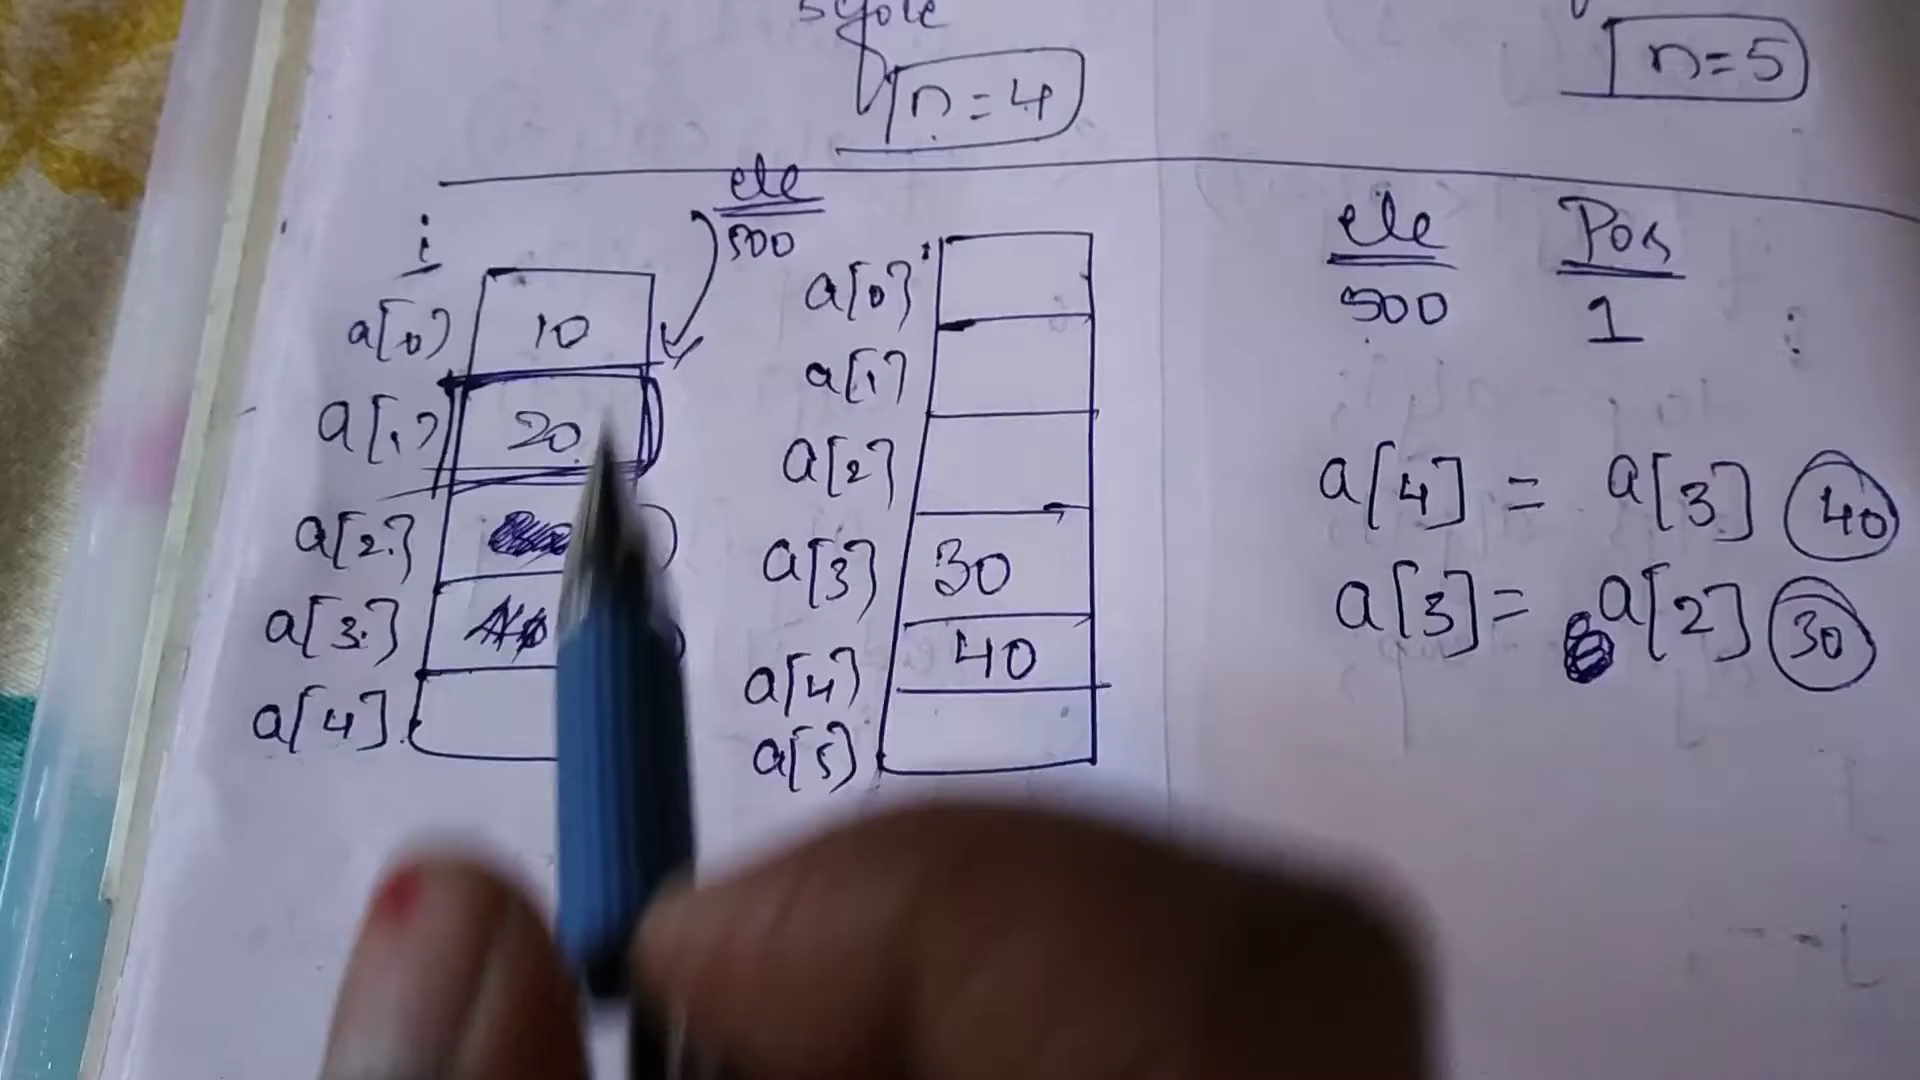 n=4
n=5
i
ele
500
a[0] 10
a[1] 20
a[2]
a[3]
a[4]
a[0]
a[1]
a[2]
a[3] 30
a[4] 40
a[5]
ele Pos
500 1
a[4] = a[3] 40
a[3] = a[2] 30